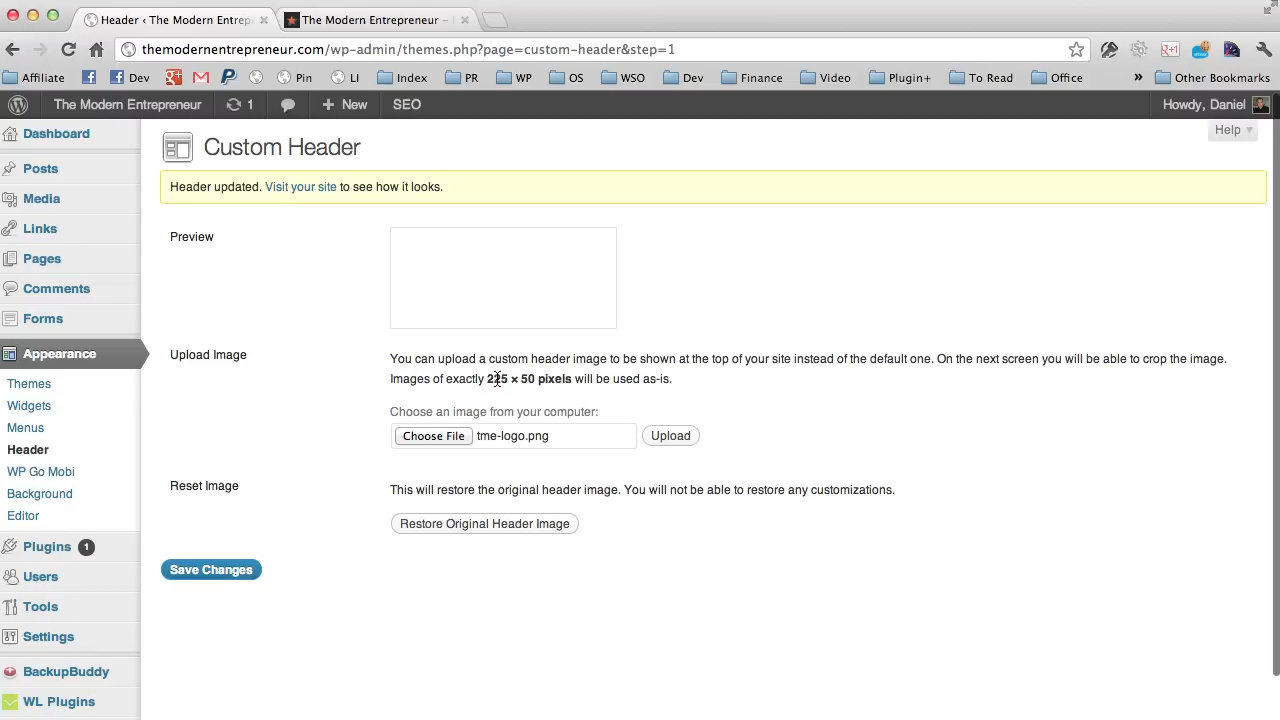 Header ‹ The Modern Entrep
The Modern Entrepreneur –
themodernentrepreneur.com/wp-admin/themes.php?page=custom-header&step=1
Affiliate Dev Pin LI Index PR WP OS WSO Dev Finance Video Plugin+ To Read Office » Other Bookmarks
The Modern Entrepreneur 1 + New SEO Howdy, Daniel
Help
Dashboard
Posts
Media
Links
Pages
Comments
Forms
Appearance
Themes
Widgets
Menus
Header
WP Go Mobi
Background
Editor
Plugins 1
Users
Tools
Settings
BackupBuddy
WL Plugins
Custom Header
Header updated. Visit your site to see how it looks.
Preview
Upload Image
You can upload a custom header image to be shown at the top of your site instead of the default one. On the next screen you will be able to crop the image.
Images of exactly 225 × 50 pixels will be used as-is.
Choose an image from your computer:
Choose File tme-logo.png Upload
Reset Image
This will restore the original header image. You will not be able to restore any customizations.
Restore Original Header Image
Save Changes